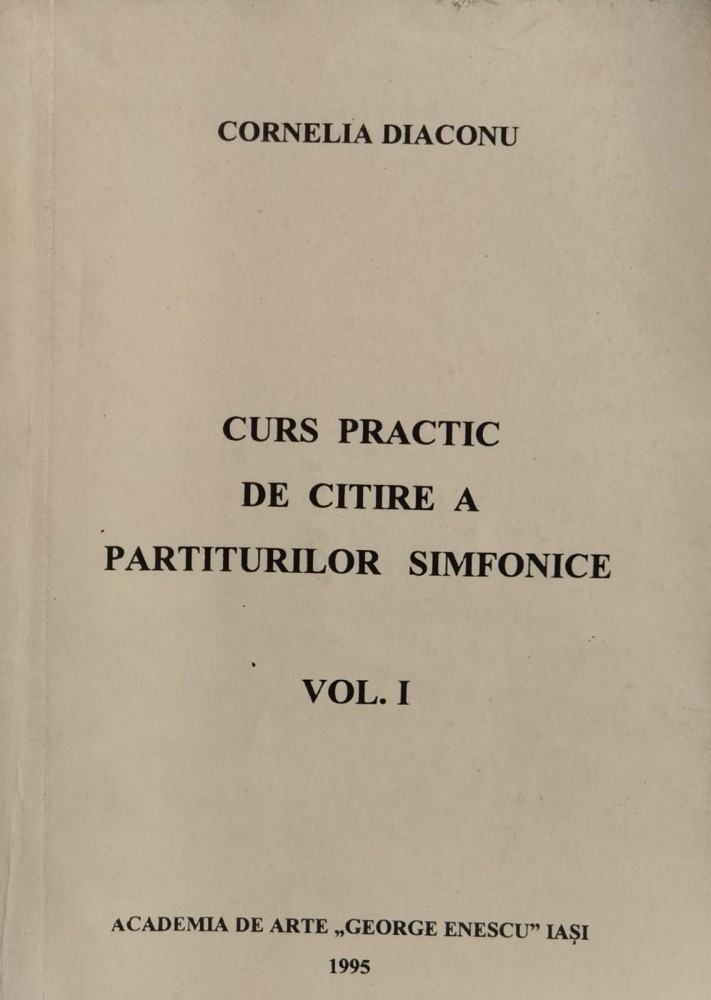 CORNELIA DIACONU
CURS PRACTIC
DE CITIRE A
PARTITURILOR SIMFONICE
VOL. I
ACADEMIA DE ARTE „GEORGE ENESCU” IAȘI
1995